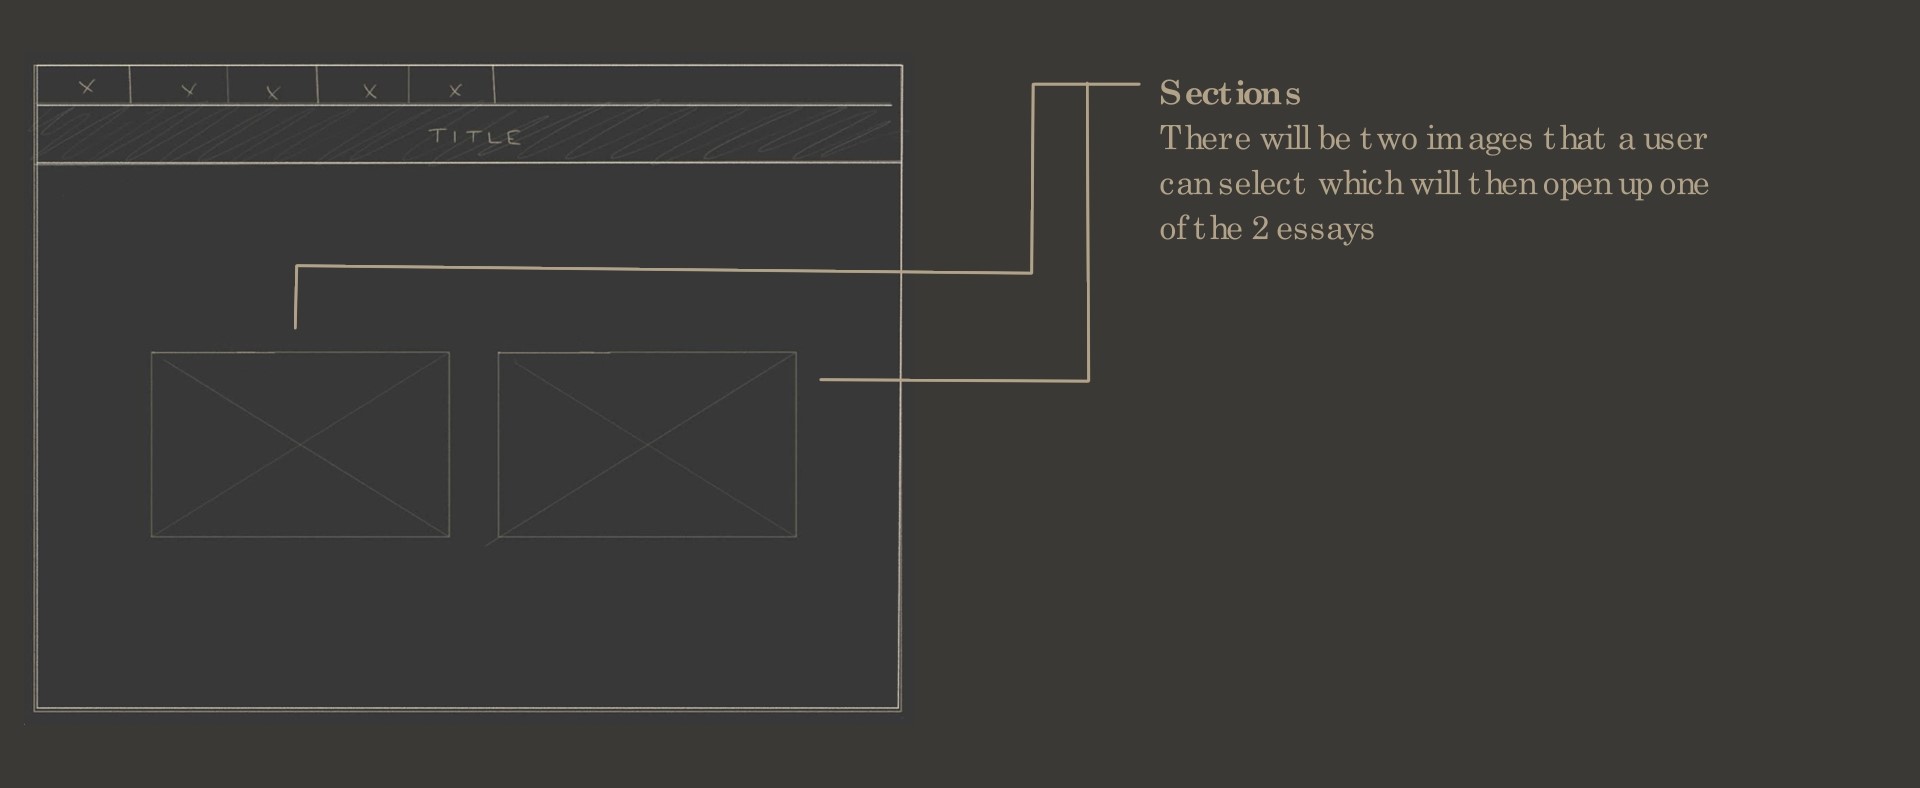 X X X X X
TITLE
Sections
There will be two images that a user
can select which will then open up one
of the 2 essays